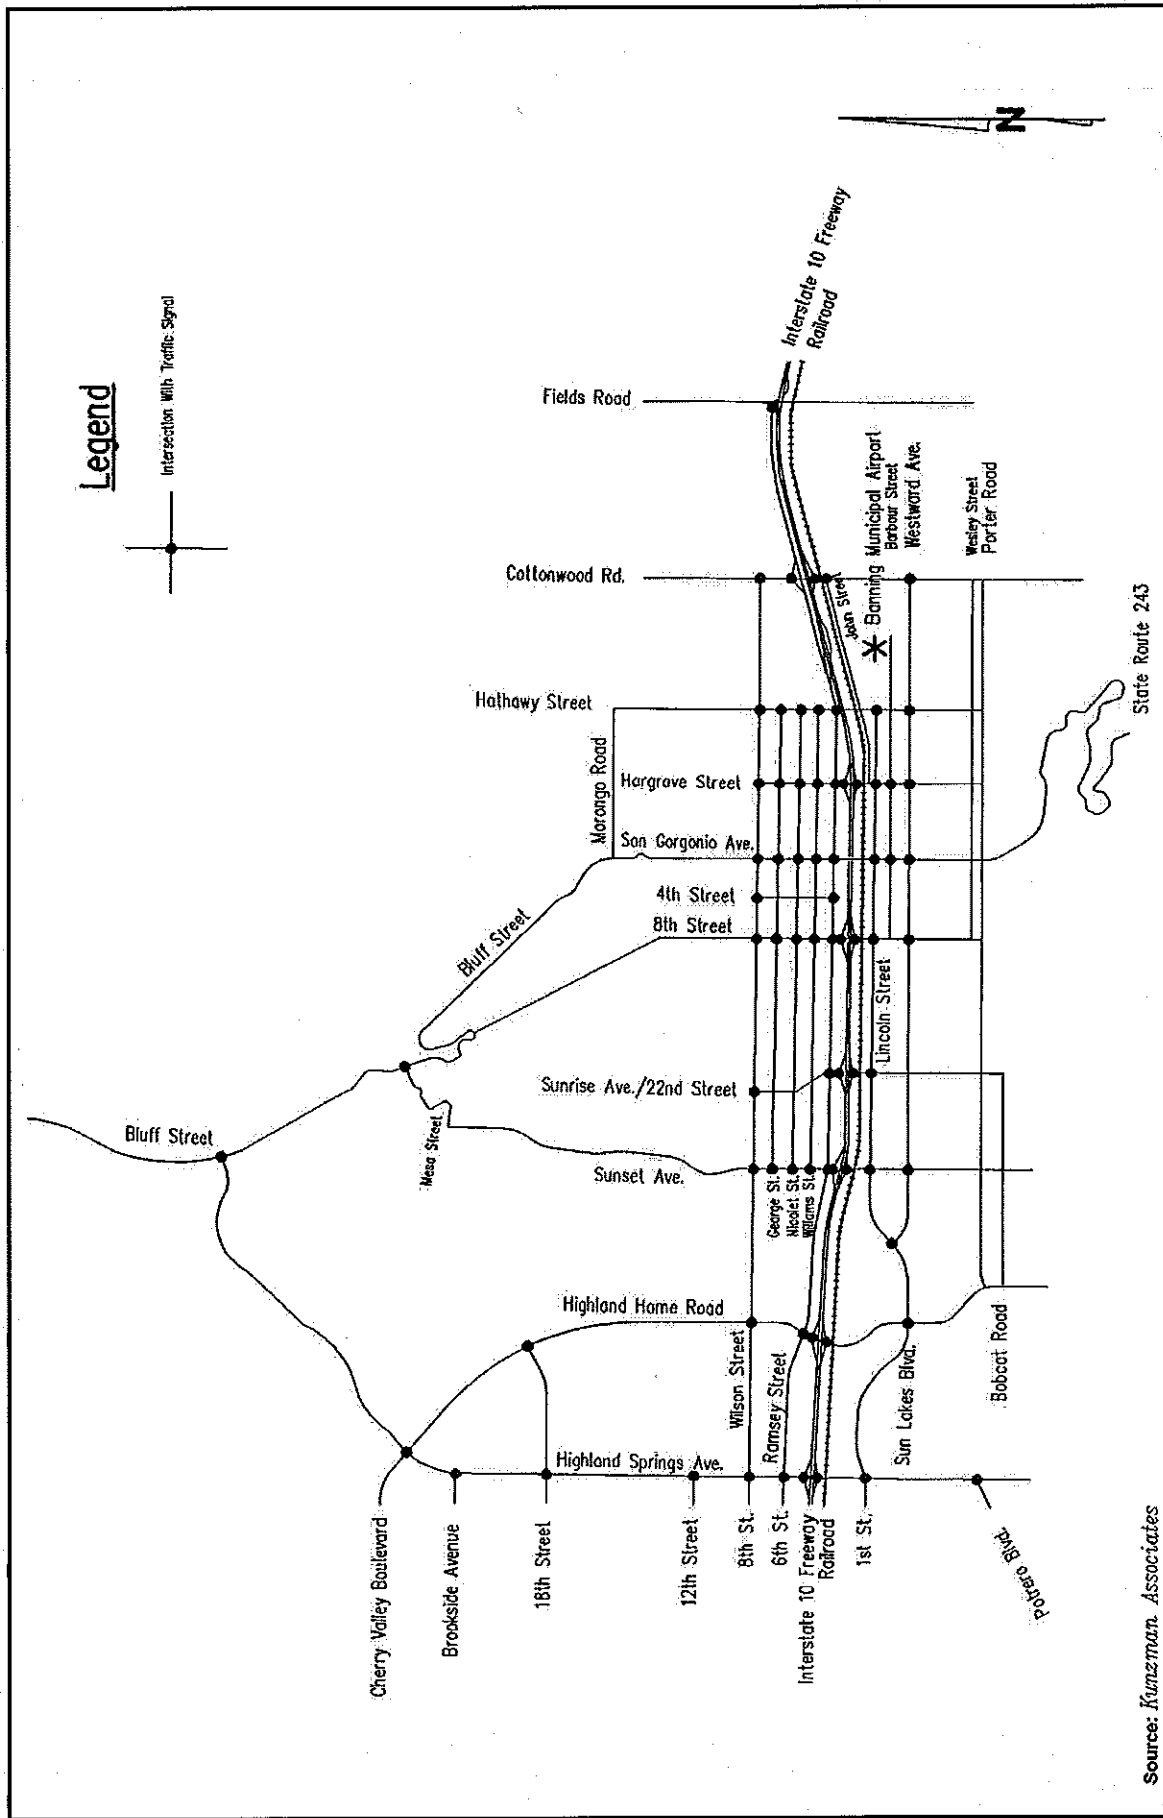 Legend
Intersection With Traffic Signal
N
Interstate 10 Freeway
Railroad
Fields Road
Cottonwood Rd.
Hathawy Street
Morongo Road
Hargrove Street
San Gorgonio Ave.
4th Street
8th Street
Bluff Street
Sunrise Ave./22nd Street
Bluff Street
Mesa Street
Sunset Ave.
George St.
Nicolet St.
Williams St.
John Street
Banning Municipal Airport
Barbour Street
Westward Ave.
Wesley Street
Porter Road
State Route 243
Lincoln Street
Highland Home Road
Wilson Street
Ramsey Street
Sun Lakes Blvd.
Bobcat Road
Highland Springs Ave.
Cherry Valley Boulevard
Brookside Avenue
18th Street
12th Street
8th St.
6th St.
Interstate 10 Freeway
Railroad
1st St.
Potrero Blvd.
Source: Kunzman Associates